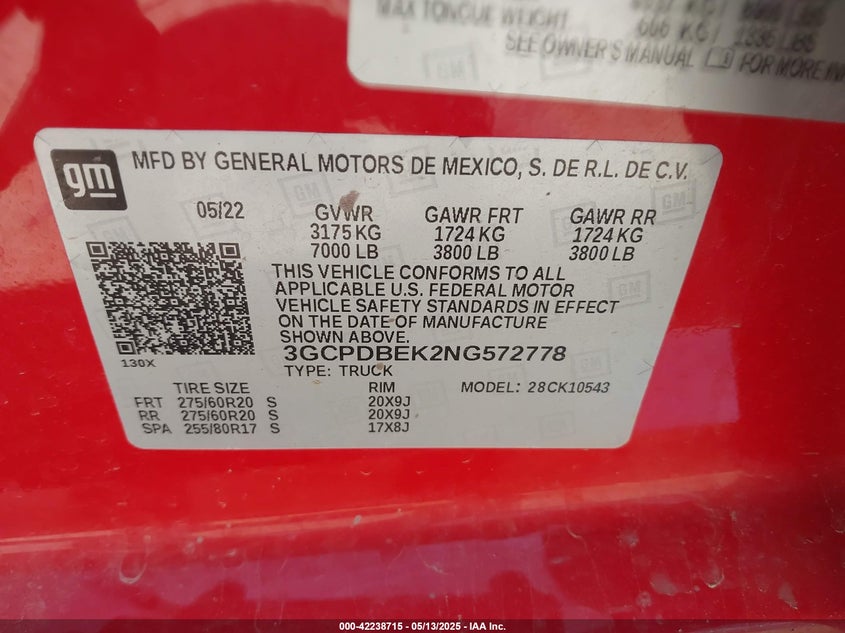 MAX TONGUE WEIGHT 606 KG / 1336 LBS
SEE OWNER'S MANUAL FOR MORE
gm
MFD BY GENERAL MOTORS DE MEXICO, S. DE R.L. DE C.V.
05/22 GVWR GAWR FRT GAWR RR
3175 KG 1724 KG 1724 KG
7000 LB 3800 LB 3800 LB
THIS VEHICLE CONFORMS TO ALL
APPLICABLE U.S. FEDERAL MOTOR
VEHICLE SAFETY STANDARDS IN EFFECT
ON THE DATE OF MANUFACTURE
SHOWN ABOVE.
3GCPDBEK2NG572778
130X TYPE: TRUCK
TIRE SIZE RIM MODEL: 28CK10543
FRT 275/60R20 S 20X9J
RR 275/60R20 S 20X9J
SPA 255/80R17 S 17X8J
000-42238715 - 05/13/2025 - IAA Inc.